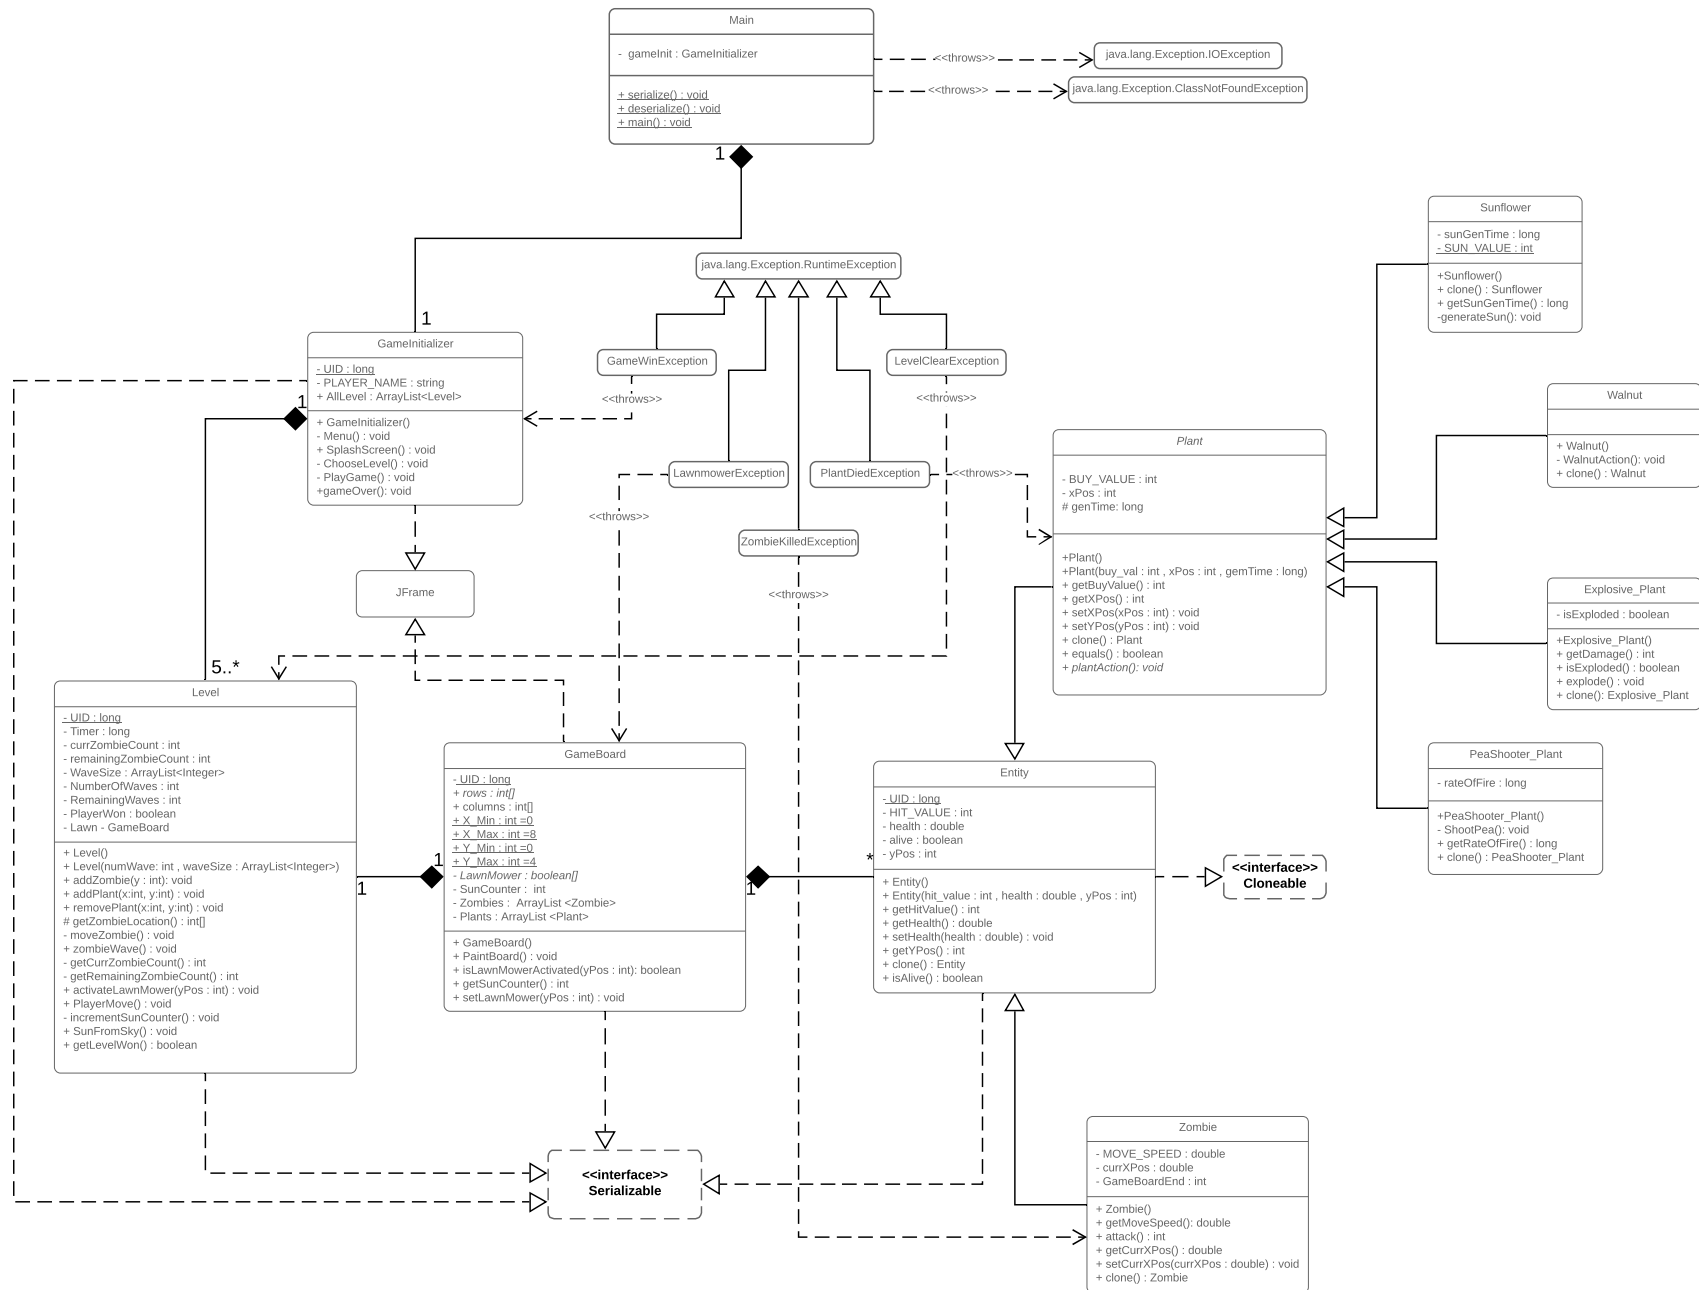 Main
- gameInit : GameInitializer
+ serialize() : void
+ deserialize() : void
+ main() : void
<<throws>>
java.lang.Exception.IOException
<<throws>>
java.lang.Exception.ClassNotFoundException
1
1
java.lang.Exception.RuntimeException
GameWinException
<<throws>>
LevelClearException
<<throws>>
LawnmowerException
<<throws>>
PlantDiedException
<<throws>>
ZombieKilledException
<<throws>>
GameInitializer
- UID : long
- PLAYER_NAME : string
+ AllLevel : ArrayList<Level>
+ GameInitializer()
- Menu() : void
+ SplashScreen() : void
- ChooseLevel() : void
- PlayGame() : void
+gameOver(): void
1
5..*
JFrame
Sunflower
- sunGenTime : long
- SUN_VALUE : int
+Sunflower()
+ clone() : Sunflower
+ getSunGenTime() : long
-generateSun(): void
Walnut
+ Walnut()
- WalnutAction(): void
+ clone() : Walnut
Plant
- BUY_VALUE : int
- xPos : int
# genTime: long
+Plant()
+Plant(buy_val : int , xPos : int , gemTime : long)
+ getBuyValue() : int
+ getXPos() : int
+ setXPos(xPos : int) : void
+ setYPos(yPos : int) : void
+ clone() : Plant
+ equals() : boolean
+ plantAction(): void
Explosive_Plant
- isExploded : boolean
+Explosive_Plant()
+ getDamage() : int
+ isExploded() : boolean
+ explode() : void
+ clone(): Explosive_Plant
PeaShooter_Plant
- rateOfFire : long
+PeaShooter_Plant()
- ShootPea(): void
+ getRateOfFire() : long
+ clone() : PeaShooter_Plant
Level
- UID : long
- Timer : long
- currZombieCount : int
- remainingZombieCount : int
- WaveSize : ArrayList<Integer>
- NumberOfWaves : int
- RemainingWaves : int
- PlayerWon : boolean
- Lawn - GameBoard
+ Level()
+ Level(numWave: int , waveSize : ArrayList<Integer>)
+ addZombie(y : int): void
+ addPlant(x:int, y:int) : void
+ removePlant(x:int, y:int) : void
# getZombieLocation() : int[]
- moveZombie() : void
+ zombieWave() : void
- getCurrZombieCount() : int
- getRemainingZombieCount() : int
+ activateLawnMower(yPos : int) : void
+ PlayerMove() : void
- incrementSunCounter() : void
+ SunFromSky() : void
+ getLevelWon() : boolean
1
1
GameBoard
- UID : long
+ rows : int[]
+ columns : int[]
+ X_Min : int =0
+ X_Max : int =8
+ Y_Min : int =0
+ Y_Max : int =4
- LawnMower : boolean[]
- SunCounter : int
- Zombies : ArrayList <Zombie>
- Plants : ArrayList <Plant>
+ GameBoard()
+ PaintBoard() : void
+ isLawnMowerActivated(yPos : int): boolean
+ getSunCounter() : int
+ setLawnMower(yPos : int) : void
1
*
Entity
- UID : long
- HIT_VALUE : int
- health : double
- alive : boolean
- yPos : int
+ Entity()
+ Entity(hit_value : int , health : double , yPos : int)
+ getHitValue() : int
+ getHealth() : double
+ setHealth(health : double) : void
+ getYPos() : int
+ clone() : Entity
+ isAlive() : boolean
<<interface>>
Cloneable
<<interface>>
Serializable
Zombie
- MOVE_SPEED : double
- currXPos : double
- GameBoardEnd : int
+ Zombie()
+ getMoveSpeed(): double
+ attack() : int
+ getCurrXPos() : double
+ setCurrXPos(currXPos : double) : void
+ clone() : Zombie